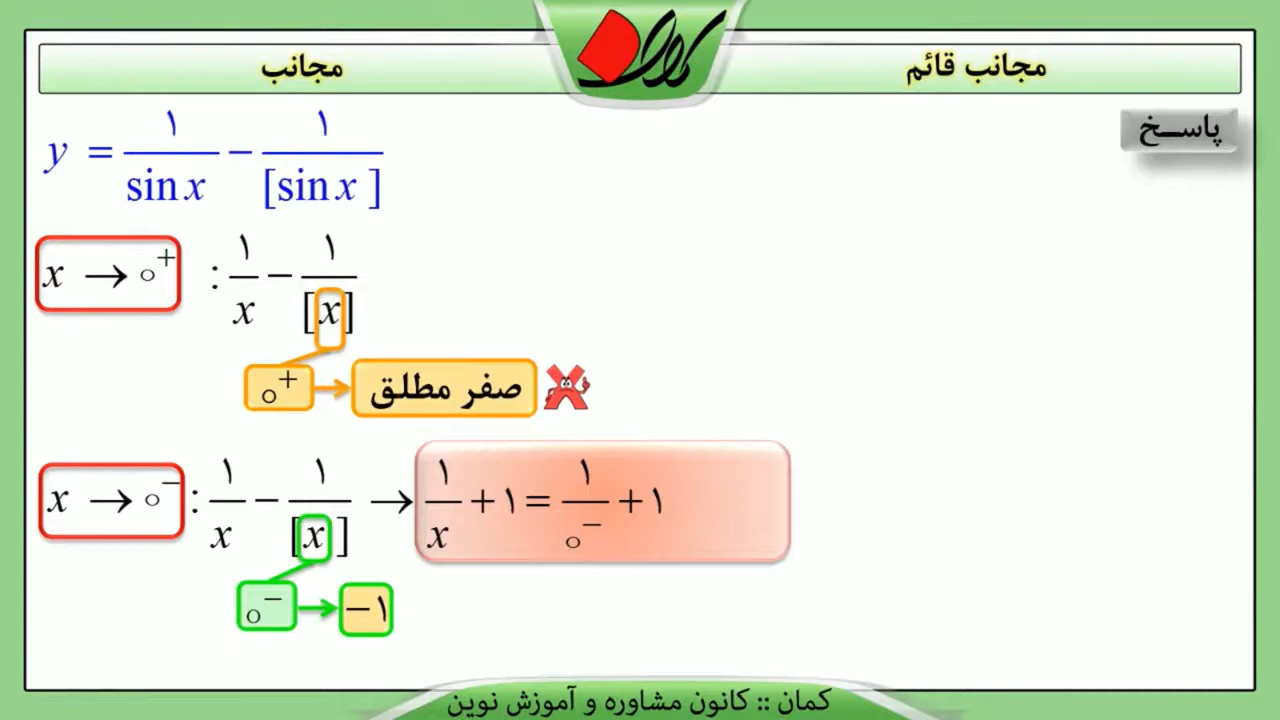 مجانب قائم
مجانب
کمان
پاسـخ
y = ۱/sin x − ۱/[sin x]
x → ۰⁺ : ۱/x − ۱/[x]
۰⁺ → صفر مطلق
x → ۰⁻ : ۱/x − ۱/[x] → ۱/x + ۱ = ۱/۰⁻ + ۱
۰⁻ → −۱
کمان :: کانون مشاوره و آموزش نوین